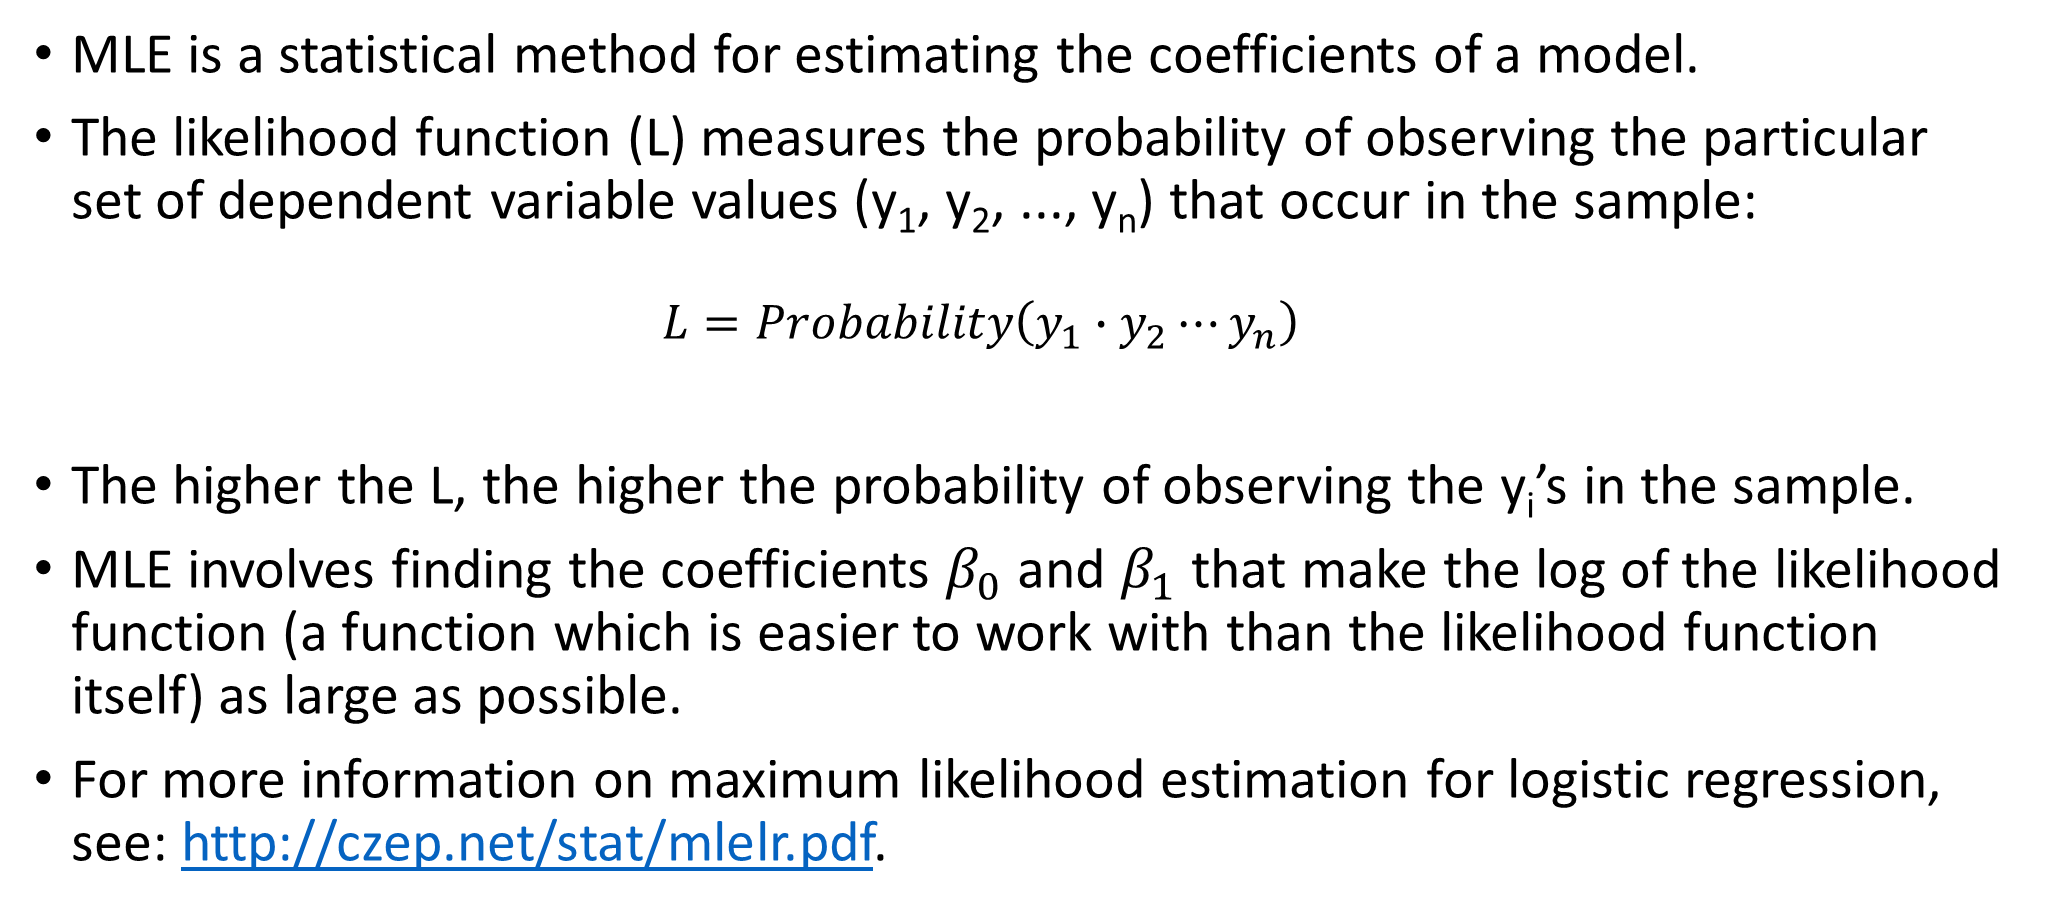 • MLE is a statistical method for estimating the coefficients of a model.
• The likelihood function (L) measures the probability of observing the particular
set of dependent variable values (y₁, y₂, ..., yₙ) that occur in the sample:
L = Probability(y₁ · y₂ ⋯ yₙ)
• The higher the L, the higher the probability of observing the yᵢ’s in the sample.
• MLE involves finding the coefficients β₀ and β₁ that make the log of the likelihood
function (a function which is easier to work with than the likelihood function
itself) as large as possible.
• For more information on maximum likelihood estimation for logistic regression,
see: http://czep.net/stat/mlelr.pdf.